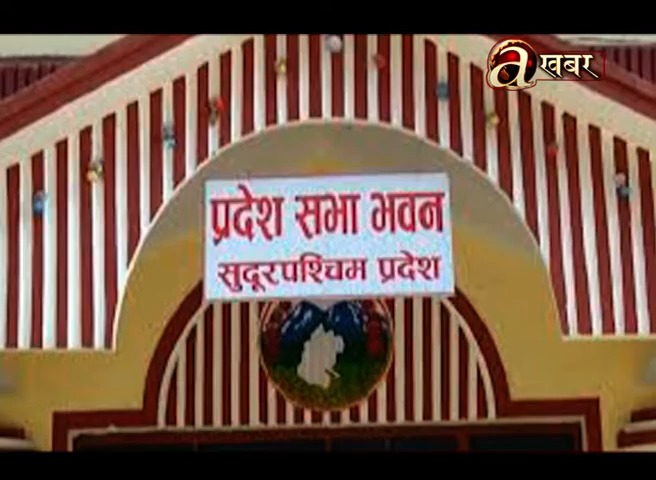 a खबर
प्रदेश सभा भवन
सुदूरपश्चिम प्रदेश